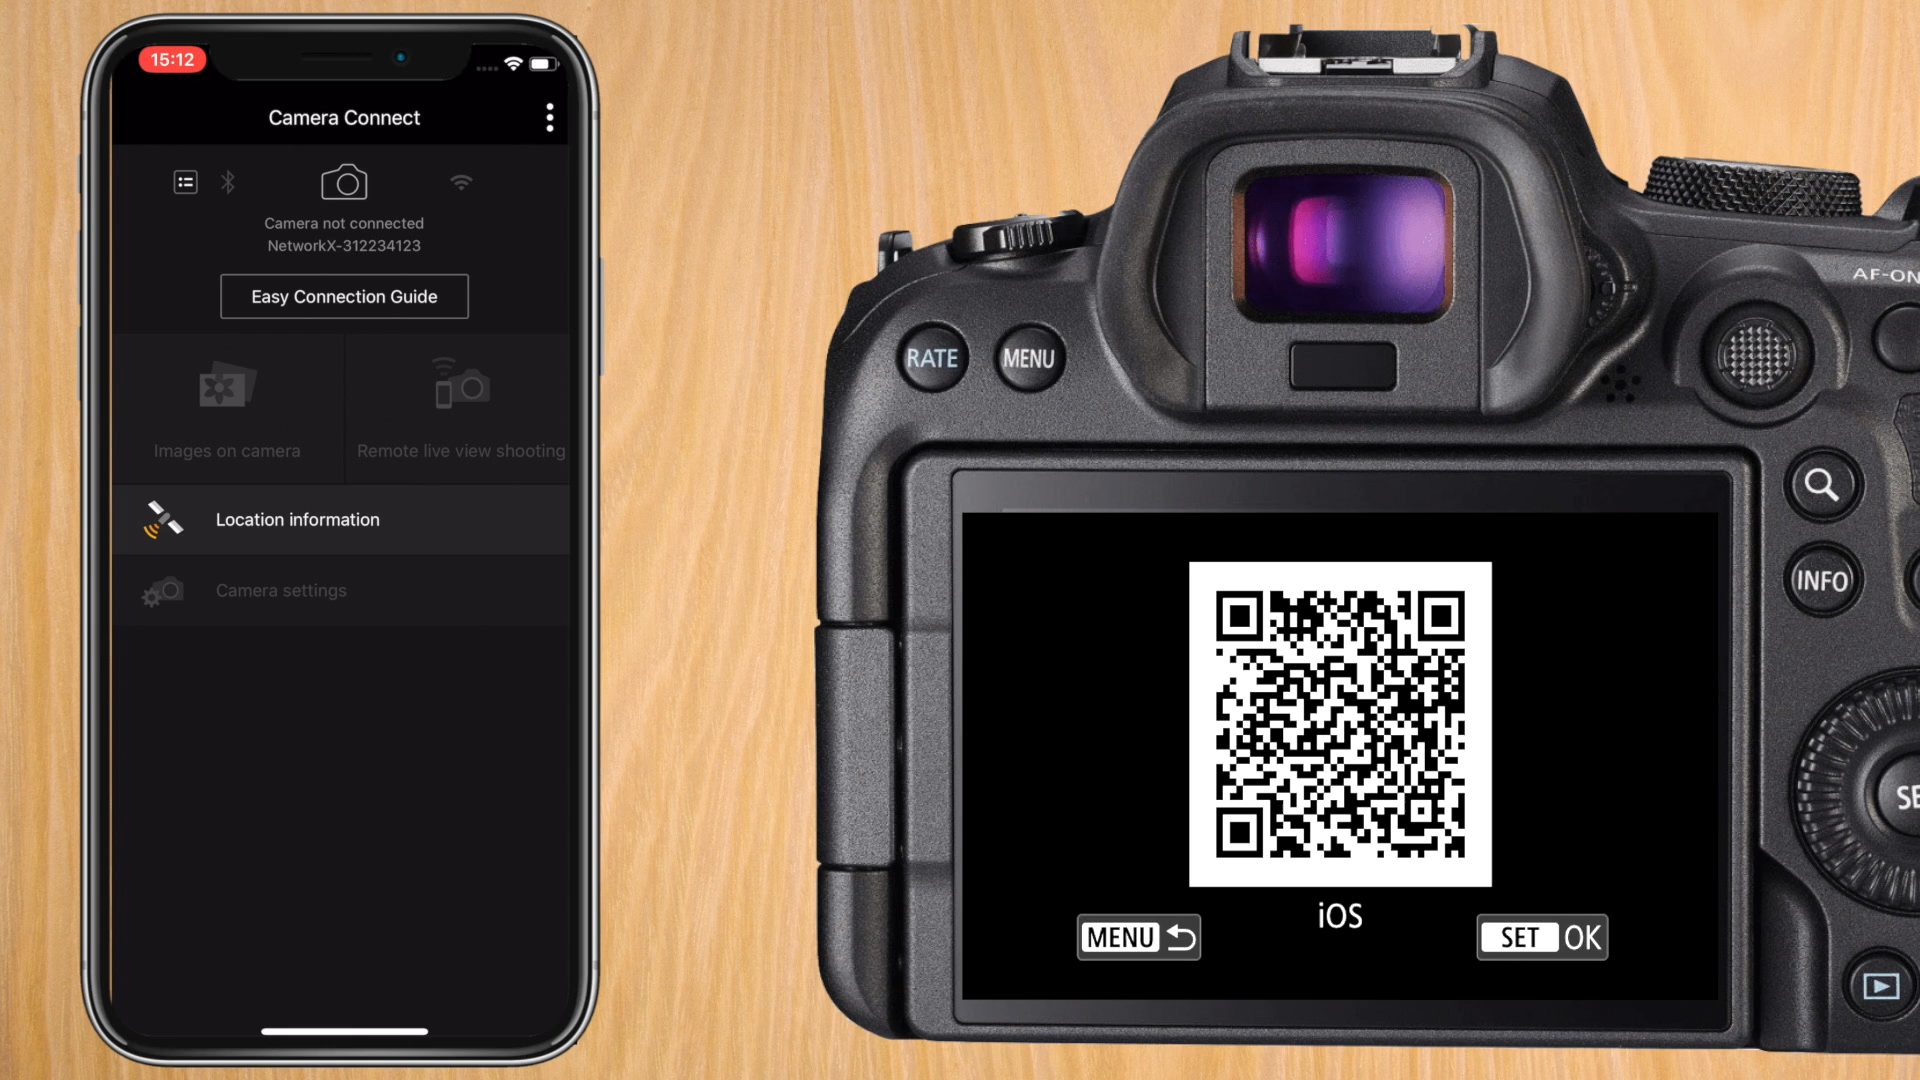 15:12
Camera Connect
Camera not connected
NetworkX-312234123
Easy Connection Guide
Images on camera
Remote live view shooting
Location information
Camera settings
RATE
MENU
AF-ON
INFO
SE
iOS
MENU
SET OK